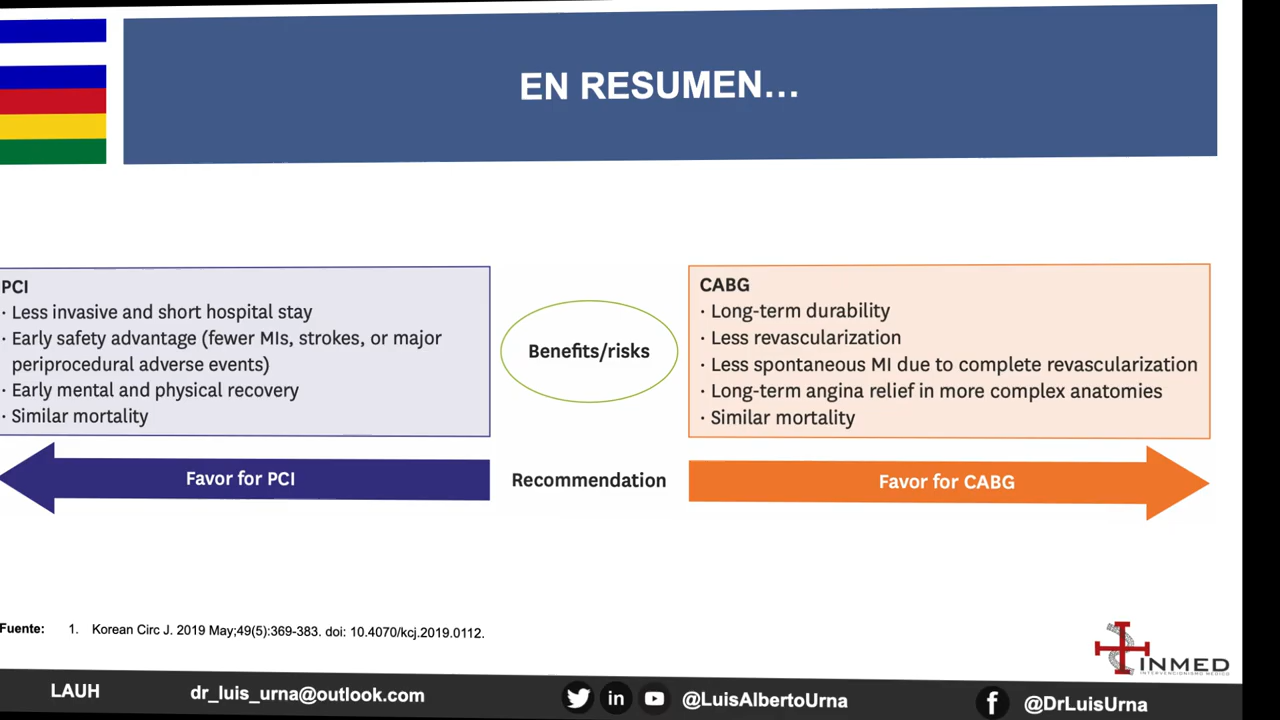 EN RESUMEN...
PCI
· Less invasive and short hospital stay
· Early safety advantage (fewer MIs, strokes, or major
periprocedural adverse events)
· Early mental and physical recovery
· Similar mortality
Benefits/risks
CABG
· Long-term durability
· Less revascularization
· Less spontaneous MI due to complete revascularization
· Long-term angina relief in more complex anatomies
· Similar mortality
Favor for PCI
Recommendation
Favor for CABG
Fuente: 1. Korean Circ J. 2019 May;49(5):369-383. doi: 10.4070/kcj.2019.0112.
INMED
INTERVENCIONISMO MÉDICO
LAUH
dr_luis_urna@outlook.com
in
@LuisAlbertoUrna
f
@DrLuisUrna